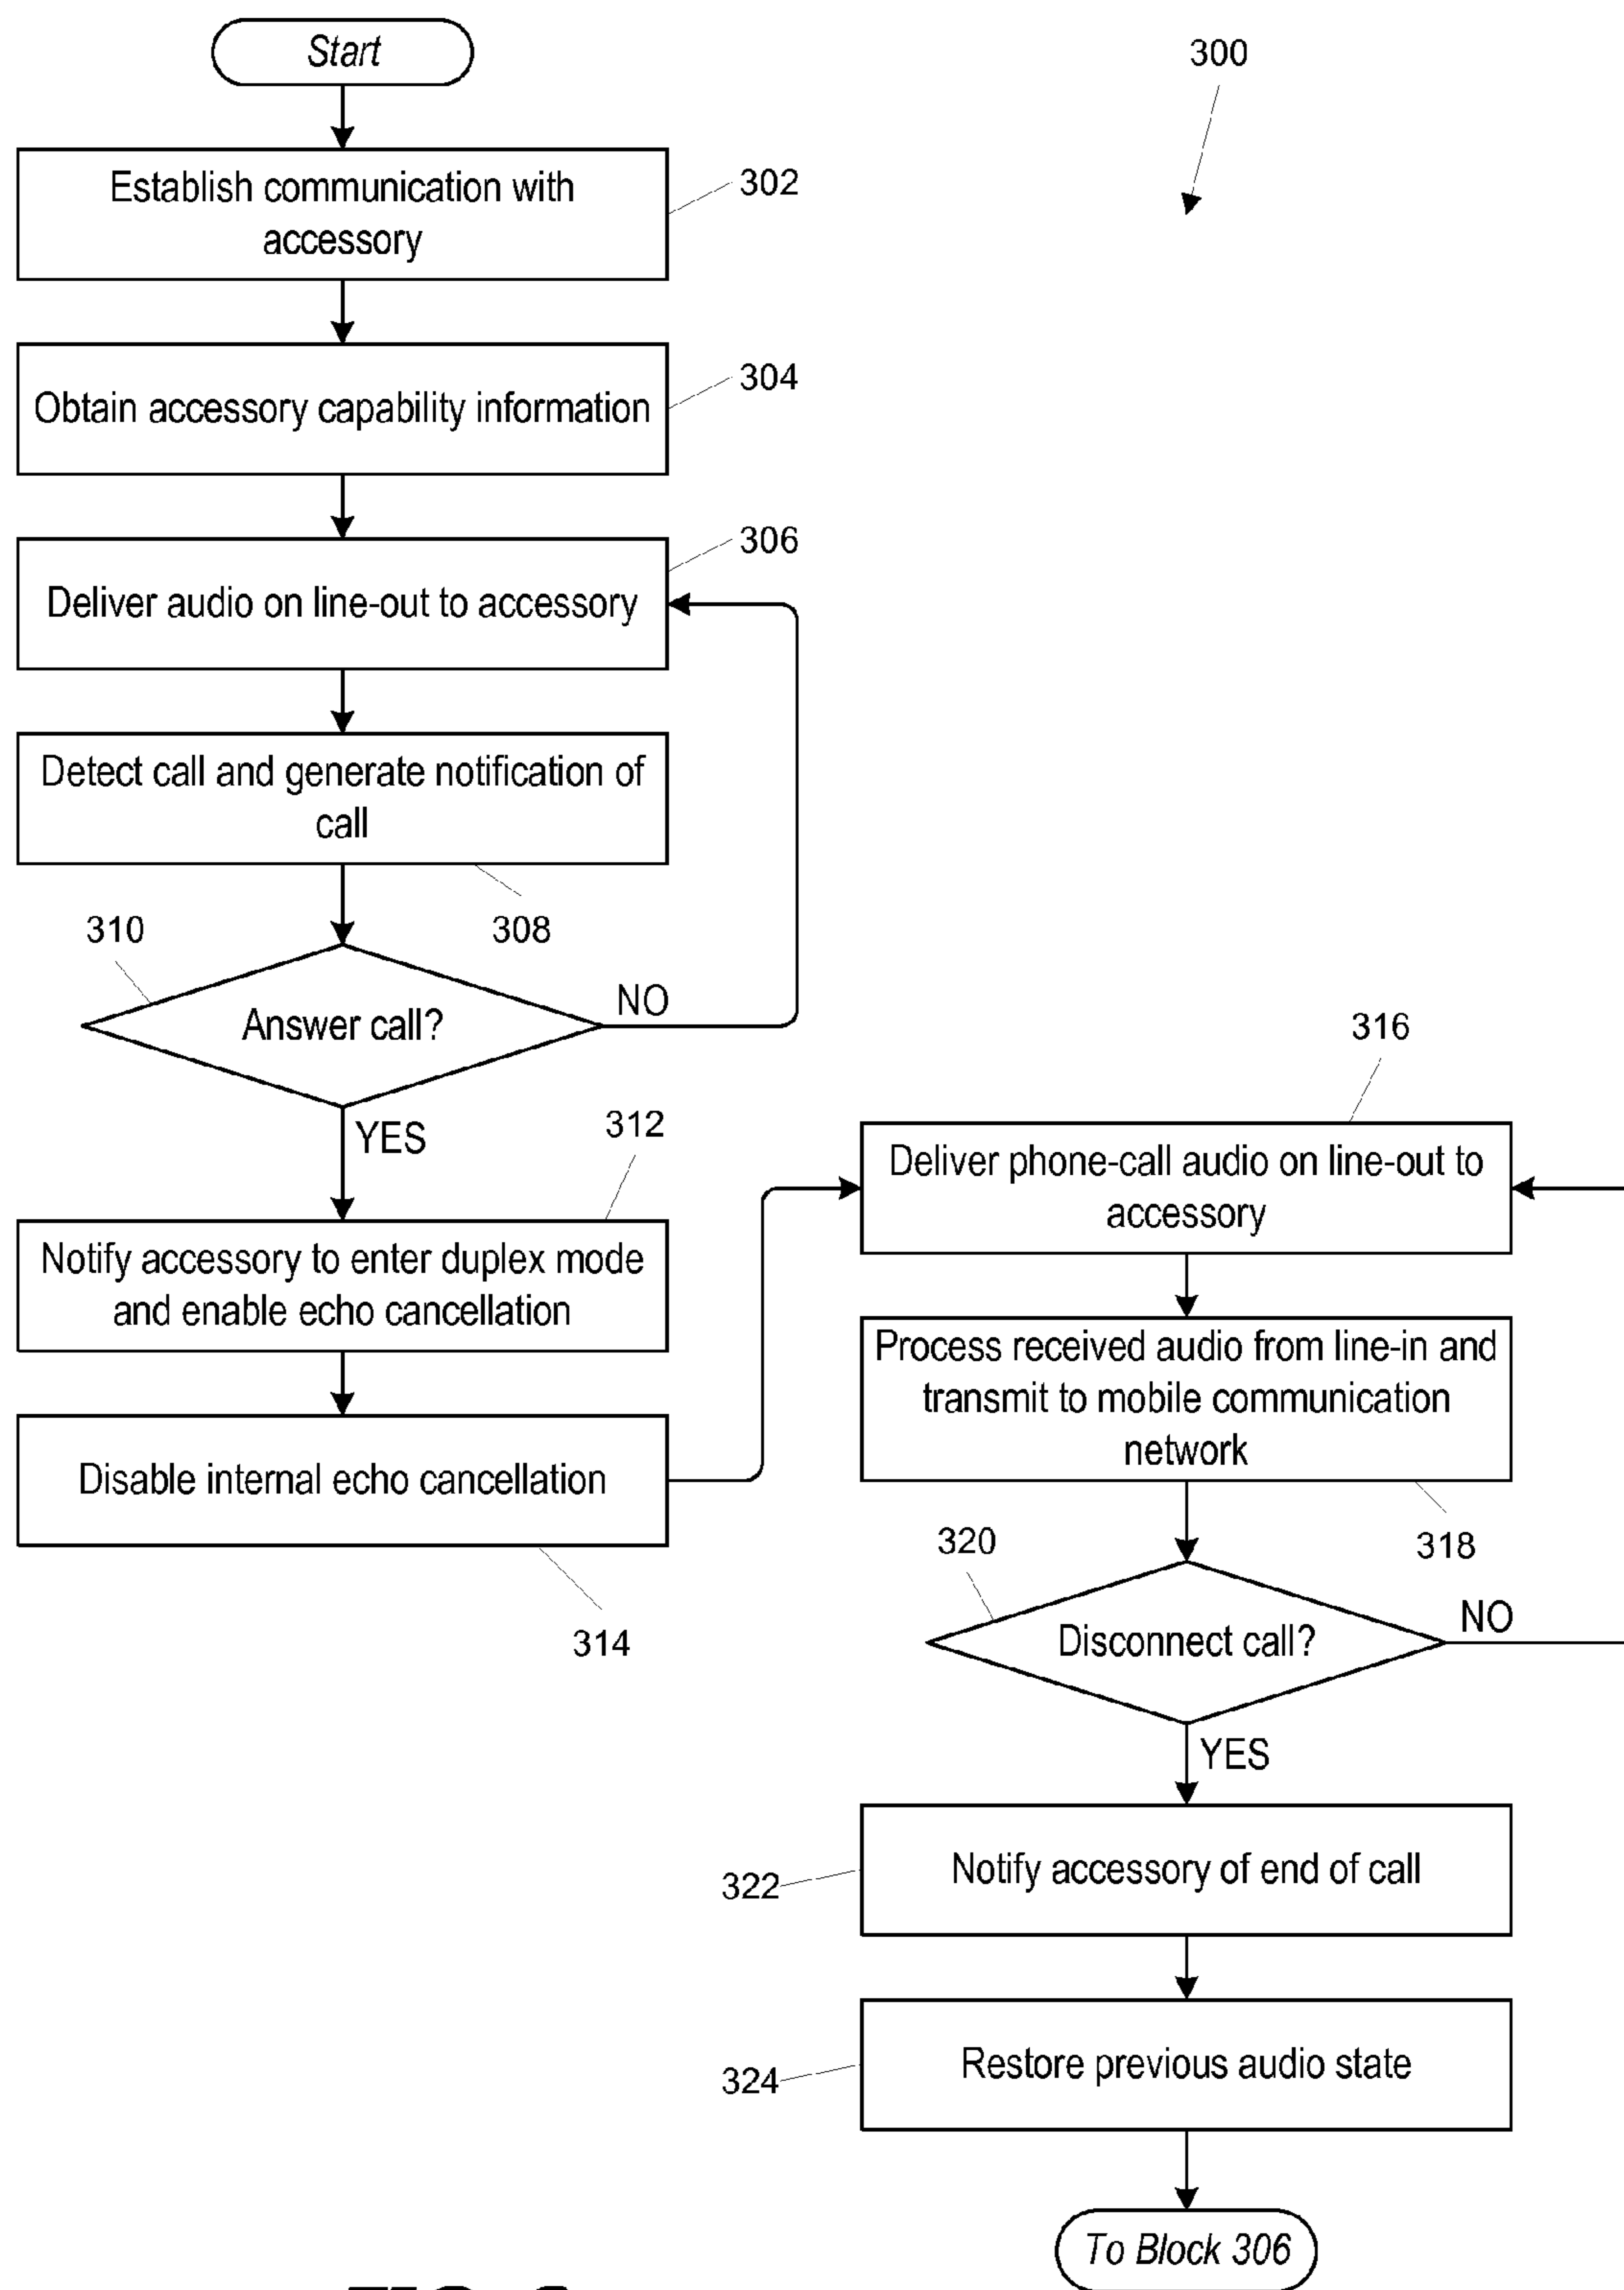 Start
300
Establish communication with
accessory
302
Obtain accessory capability information
304
306
Deliver audio on line-out to accessory
Detect call and generate notification of
call
308
310
Answer call?
NO
YES
312
Notify accessory to enter duplex mode
and enable echo cancellation
Disable internal echo cancellation
314
316
Deliver phone-call audio on line-out to
accessory
Process received audio from line-in and
transmit to mobile communication
network
318
320
Disconnect call?
NO
YES
322
Notify accessory of end of call
324
Restore previous audio state
To Block 306